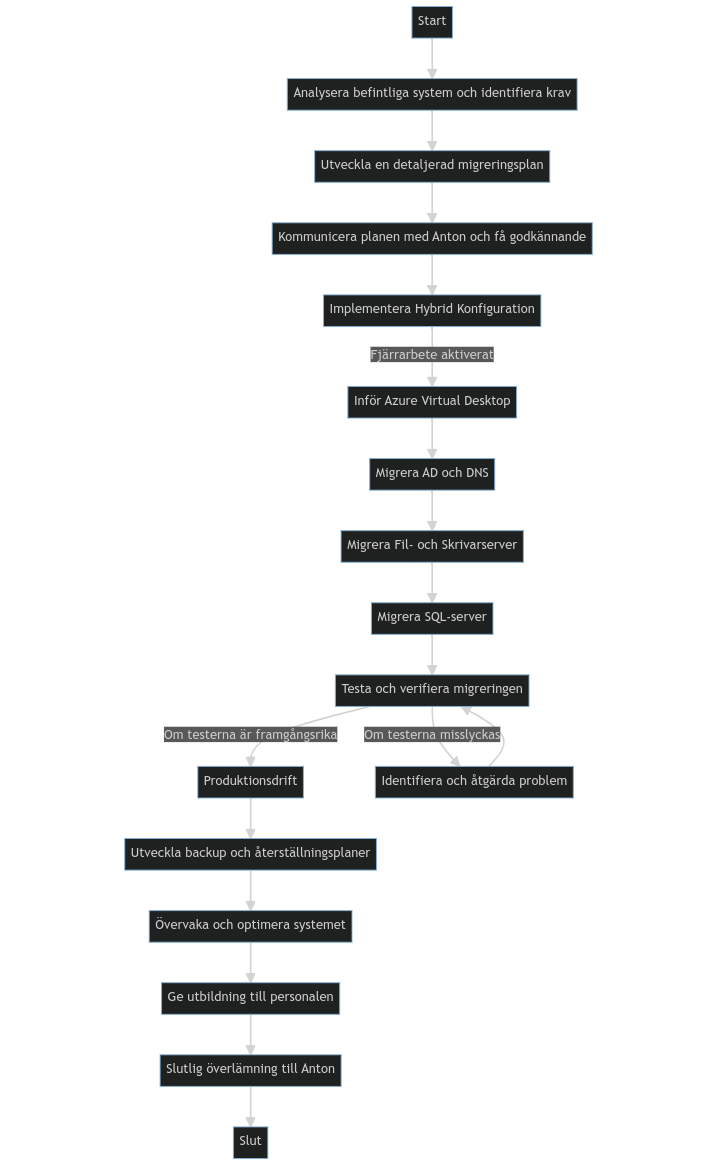 Start
Analysera befintliga system och identifiera krav
Utveckla en detaljerad migreringsplan
Kommunicera planen med Anton och få godkännande
Implementera Hybrid Konfiguration
Fjärrarbete aktiverat
Inför Azure Virtual Desktop
Migrera AD och DNS
Migrera Fil- och Skrivarserver
Migrera SQL-server
Testa och verifiera migreringen
Om testerna är framgångsrika
Om testerna misslyckas
Produktionsdrift
Identifiera och åtgärda problem
Utveckla backup och återställningsplaner
Övervaka och optimera systemet
Ge utbildning till personalen
Slutlig överlämning till Anton
Slut